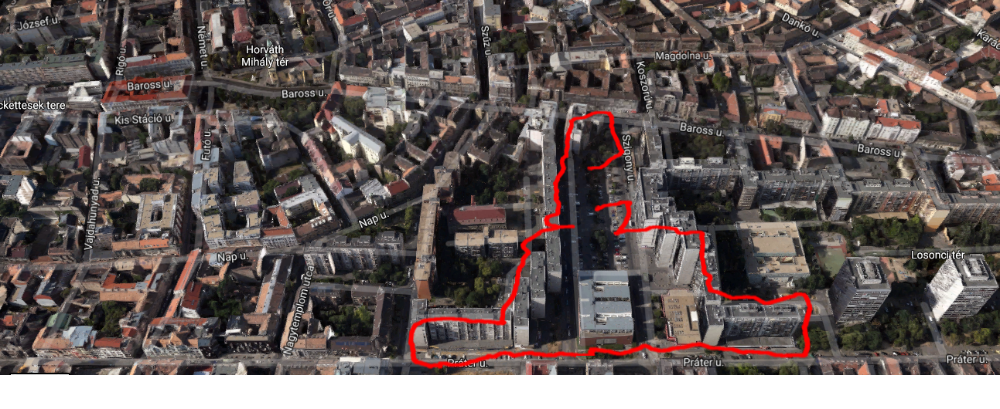 József u.
Rigó u.
Német u.
Horváth
Mihály tér
Őr u.
Szűz u.
Magdolna u.
Dankó u.
Baross u.
Baross u.
Koszorú u.
ckettesek tere
Kis Stáció u.
Futó u.
Szigony u.
Baross u.
Baross u.
Vajdahunyad u.
Nap u.
Nap u.
Nagytemplom utca
Losonci tér
Práter u.
Práter u.
Práter u.